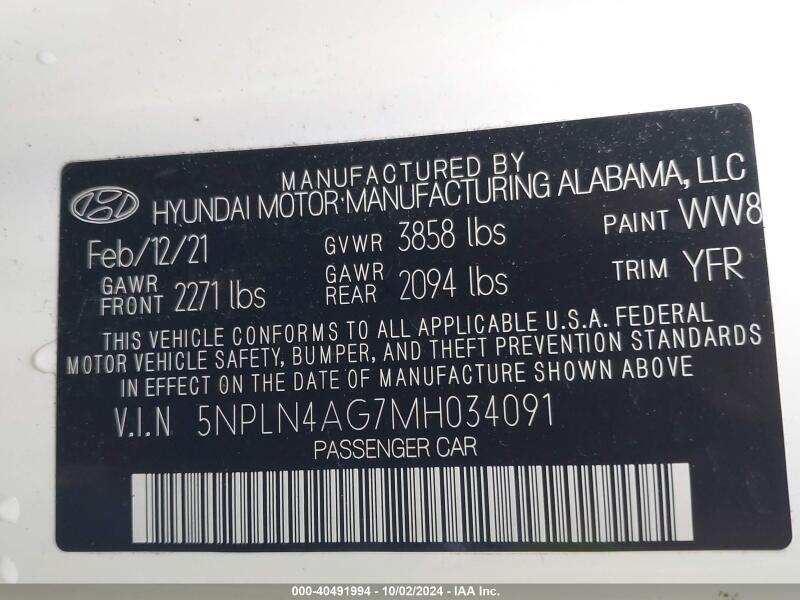 MANUFACTURED BY
HYUNDAI MOTOR MANUFACTURING ALABAMA, LLC
Feb/12/21 GVWR 3858 lbs PAINT WW8
GAWR FRONT 2271 lbs GAWR REAR 2094 lbs TRIM YFR
THIS VEHICLE CONFORMS TO ALL APPLICABLE U.S.A. FEDERAL
MOTOR VEHICLE SAFETY, BUMPER, AND THEFT PREVENTION STANDARDS
IN EFFECT ON THE DATE OF MANUFACTURE SHOWN ABOVE.
V.I.N 5NPLN4AG7MH034091
PASSENGER CAR
000-40491994 - 10/02/2024 - IAA Inc.